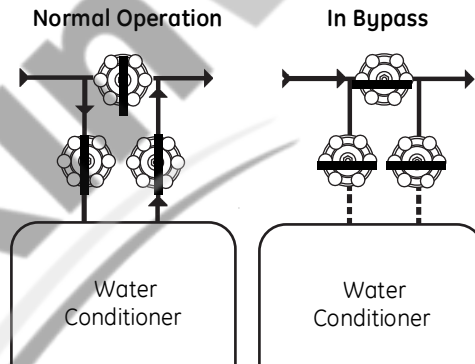 Normal Operation
In Bypass
Water
Conditioner
Water
Conditioner